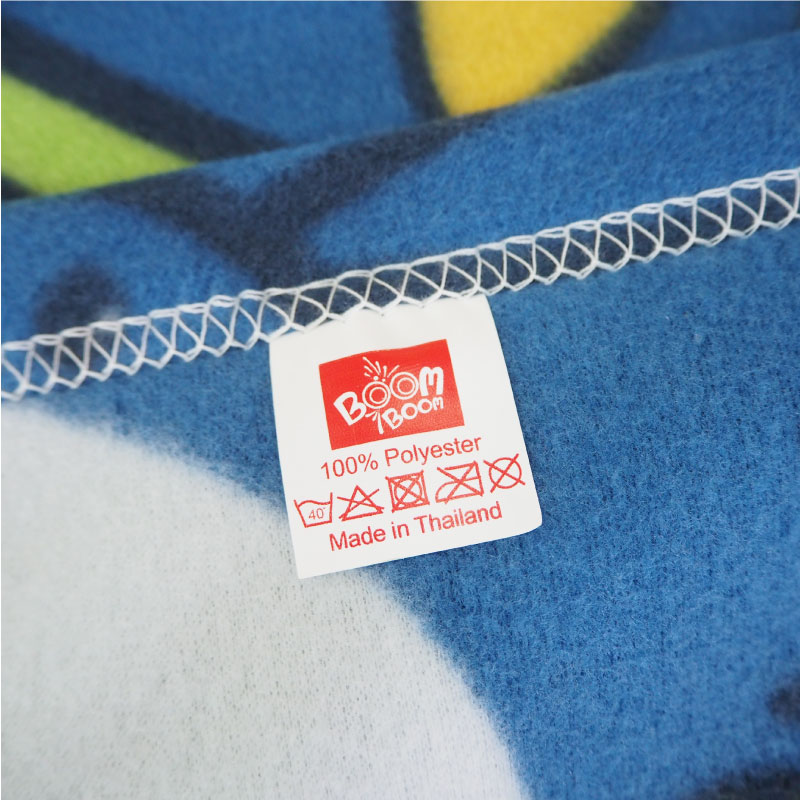 BOOM
BOOM
100% Polyester
40°
Made in Thailand